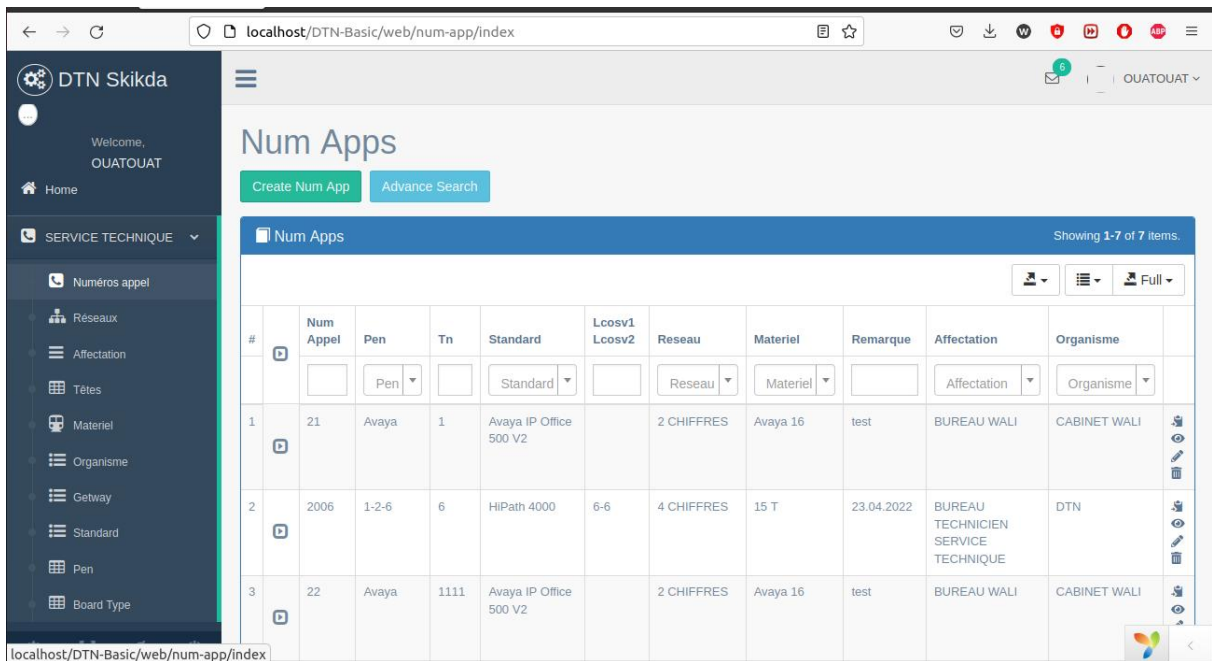 localhost/DTN-Basic/web/num-app/index
W
ABP
DTN Skikda
6
OUATOUAT
...
Welcome,
OUATOUAT
Home
SERVICE TECHNIQUE
Numéros appel
Réseaux
Affectation
Têtes
Materiel
Organisme
Getway
Standard
Pen
Board Type
Num Apps
Create Num App
Advance Search
Num Apps
Showing 1-7 of 7 items.
Full
# Num Appel Pen Tn Standard Lcosv1 Lcosv2 Reseau Materiel Remarque Affectation Organisme
Pen Standard Reseau Materiel Affectation Organisme
1 21 Avaya 1 Avaya IP Office 500 V2 2 CHIFFRES Avaya 16 test BUREAU WALI CABINET WALI
2 2006 1-2-6 6 HiPath 4000 6-6 4 CHIFFRES 15 T 23.04.2022 BUREAU TECHNICIEN SERVICE TECHNIQUE DTN
3 22 Avaya 1111 Avaya IP Office 500 V2 2 CHIFFRES Avaya 16 test BUREAU WALI CABINET WALI
localhost/DTN-Basic/web/num-app/index